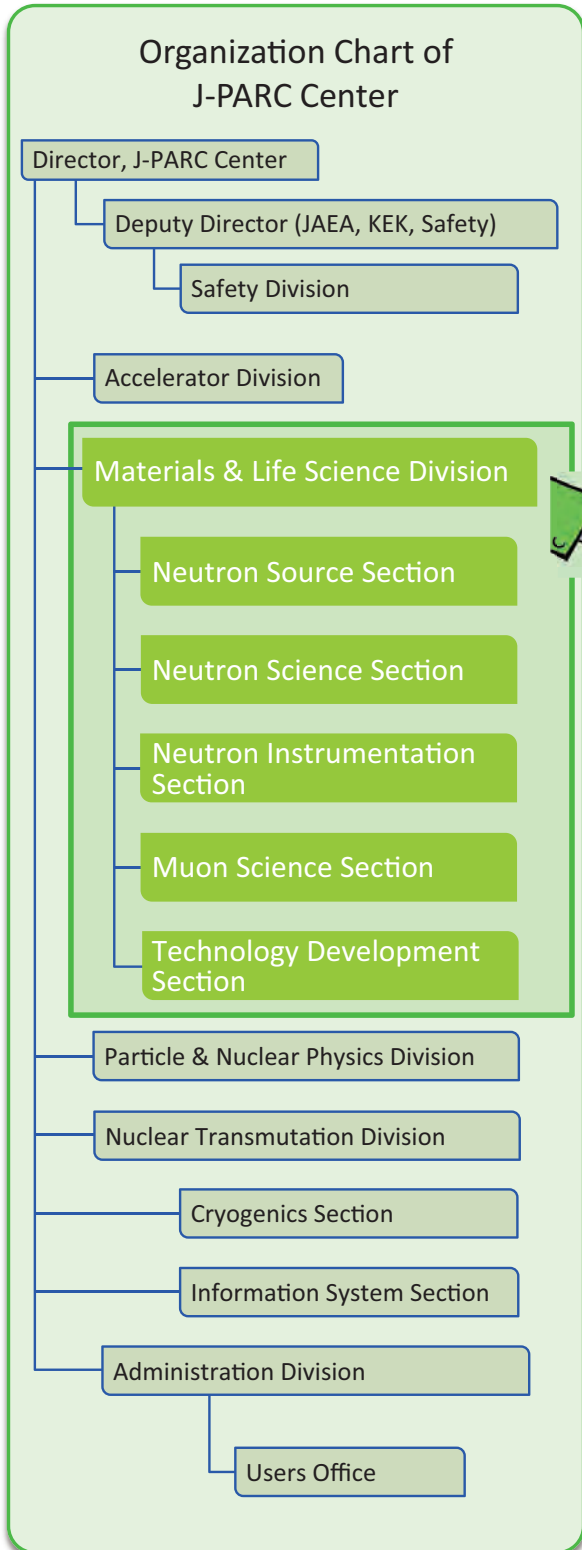 Organization Chart of
J-PARC Center
Director, J-PARC Center
Deputy Director (JAEA, KEK, Safety)
Safety Division
Accelerator Division
Materials & Life Science Division
Neutron Source Section
Neutron Science Section
Neutron Instrumentation
Section
Muon Science Section
Technology Development
Section
Particle & Nuclear Physics Division
Nuclear Transmutation Division
Cryogenics Section
Information System Section
Administration Division
Users Office